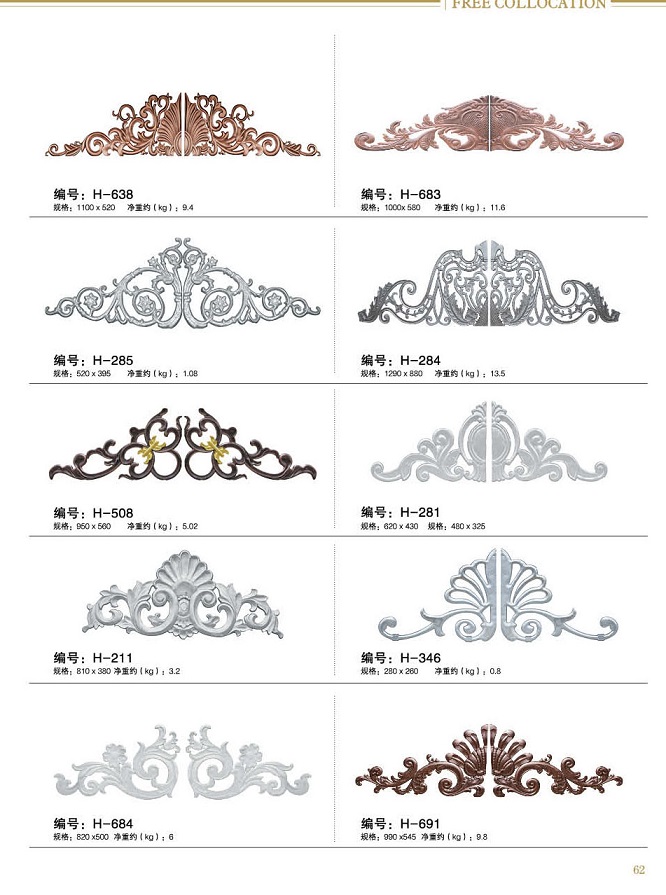 FREE COLLOCATION
编号：H-638
规格：1100 x 520 净重约（kg）：9.4
编号：H-683
规格：1000x 580 净重约（kg）：11.6
编号：H-285
规格：520 x 395 净重约（kg）：1.08
编号：H-284
规格：1290 x 880 净重约（kg）：13.5
编号：H-508
规格：950 x 560 净重约（kg）：5.02
编号：H-281
规格：620 x 430 规格：480 x 325
编号：H-211
规格：810 x 380 净重约（kg）：3.2
编号：H-346
规格：280 x 260 净重约（kg）：0.8
编号：H-684
规格：820 x500 净重约（kg）：6
编号：H-691
规格：990 x545 净重约（kg）：9.8
62